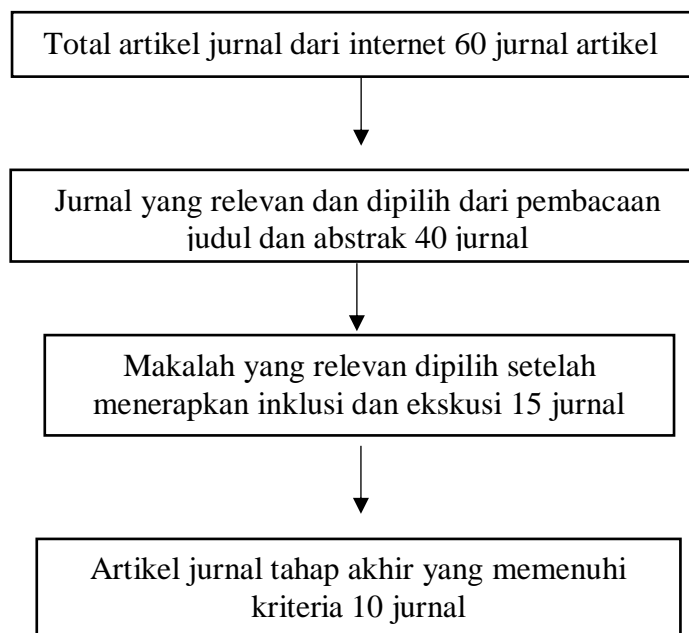 Total artikel jurnal dari internet 60 jurnal artikel
Jurnal yang relevan dan dipilih dari pembacaan
judul dan abstrak 40 jurnal
Makalah yang relevan dipilih setelah
menerapkan inklusi dan ekskusi 15 jurnal
Artikel jurnal tahap akhir yang memenuhi
kriteria 10 jurnal